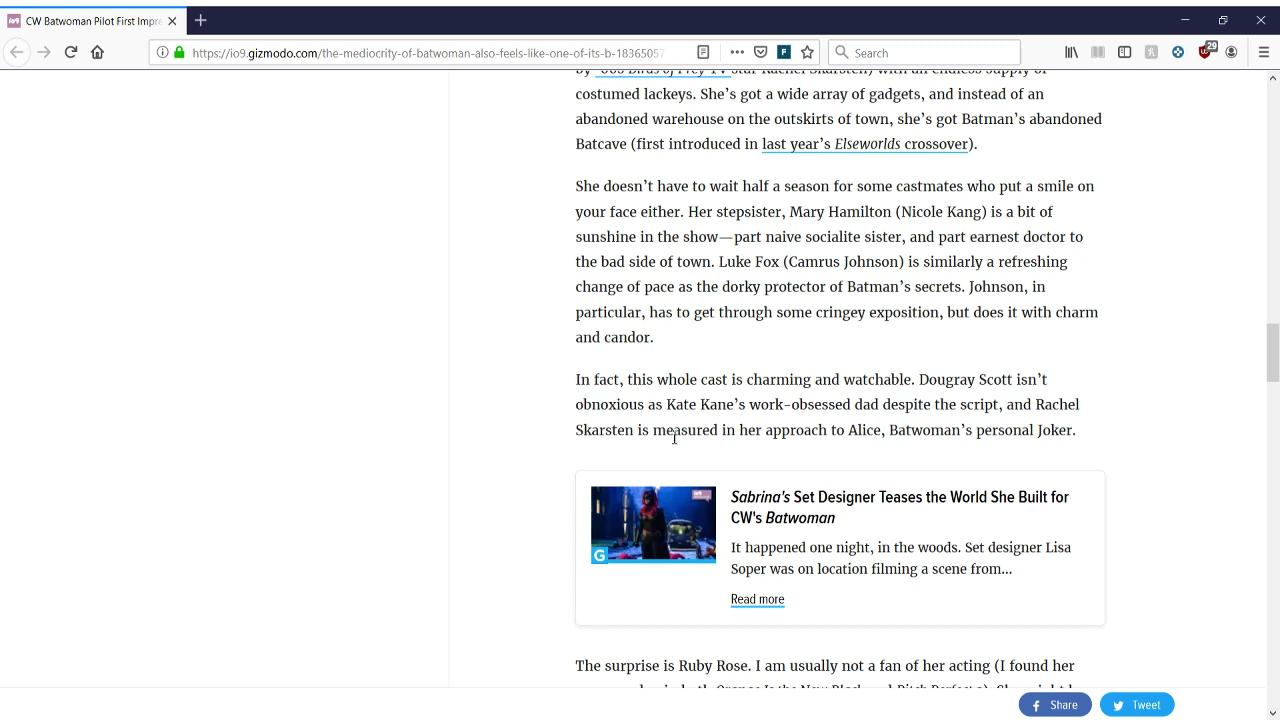 CW Batwoman Pilot First Impre
https://io9.gizmodo.com/the-mediocrity-of-batwoman-also-feels-like-one-of-its-b-18365057
Search
29
costumed lackeys. She’s got a wide array of gadgets, and instead of an
abandoned warehouse on the outskirts of town, she’s got Batman’s abandoned
Batcave (first introduced in last year’s Elseworlds crossover).
She doesn’t have to wait half a season for some castmates who put a smile on
your face either. Her stepsister, Mary Hamilton (Nicole Kang) is a bit of
sunshine in the show—part naive socialite sister, and part earnest doctor to
the bad side of town. Luke Fox (Camrus Johnson) is similarly a refreshing
change of pace as the dorky protector of Batman’s secrets. Johnson, in
particular, has to get through some cringey exposition, but does it with charm
and candor.
In fact, this whole cast is charming and watchable. Dougray Scott isn’t
obnoxious as Kate Kane’s work-obsessed dad despite the script, and Rachel
Skarsten is measured in her approach to Alice, Batwoman’s personal Joker.
Sabrina's Set Designer Teases the World She Built for
CW's Batwoman
G
It happened one night, in the woods. Set designer Lisa
Soper was on location filming a scene from...
Read more
The surprise is Ruby Rose. I am usually not a fan of her acting (I found her
Share
Tweet